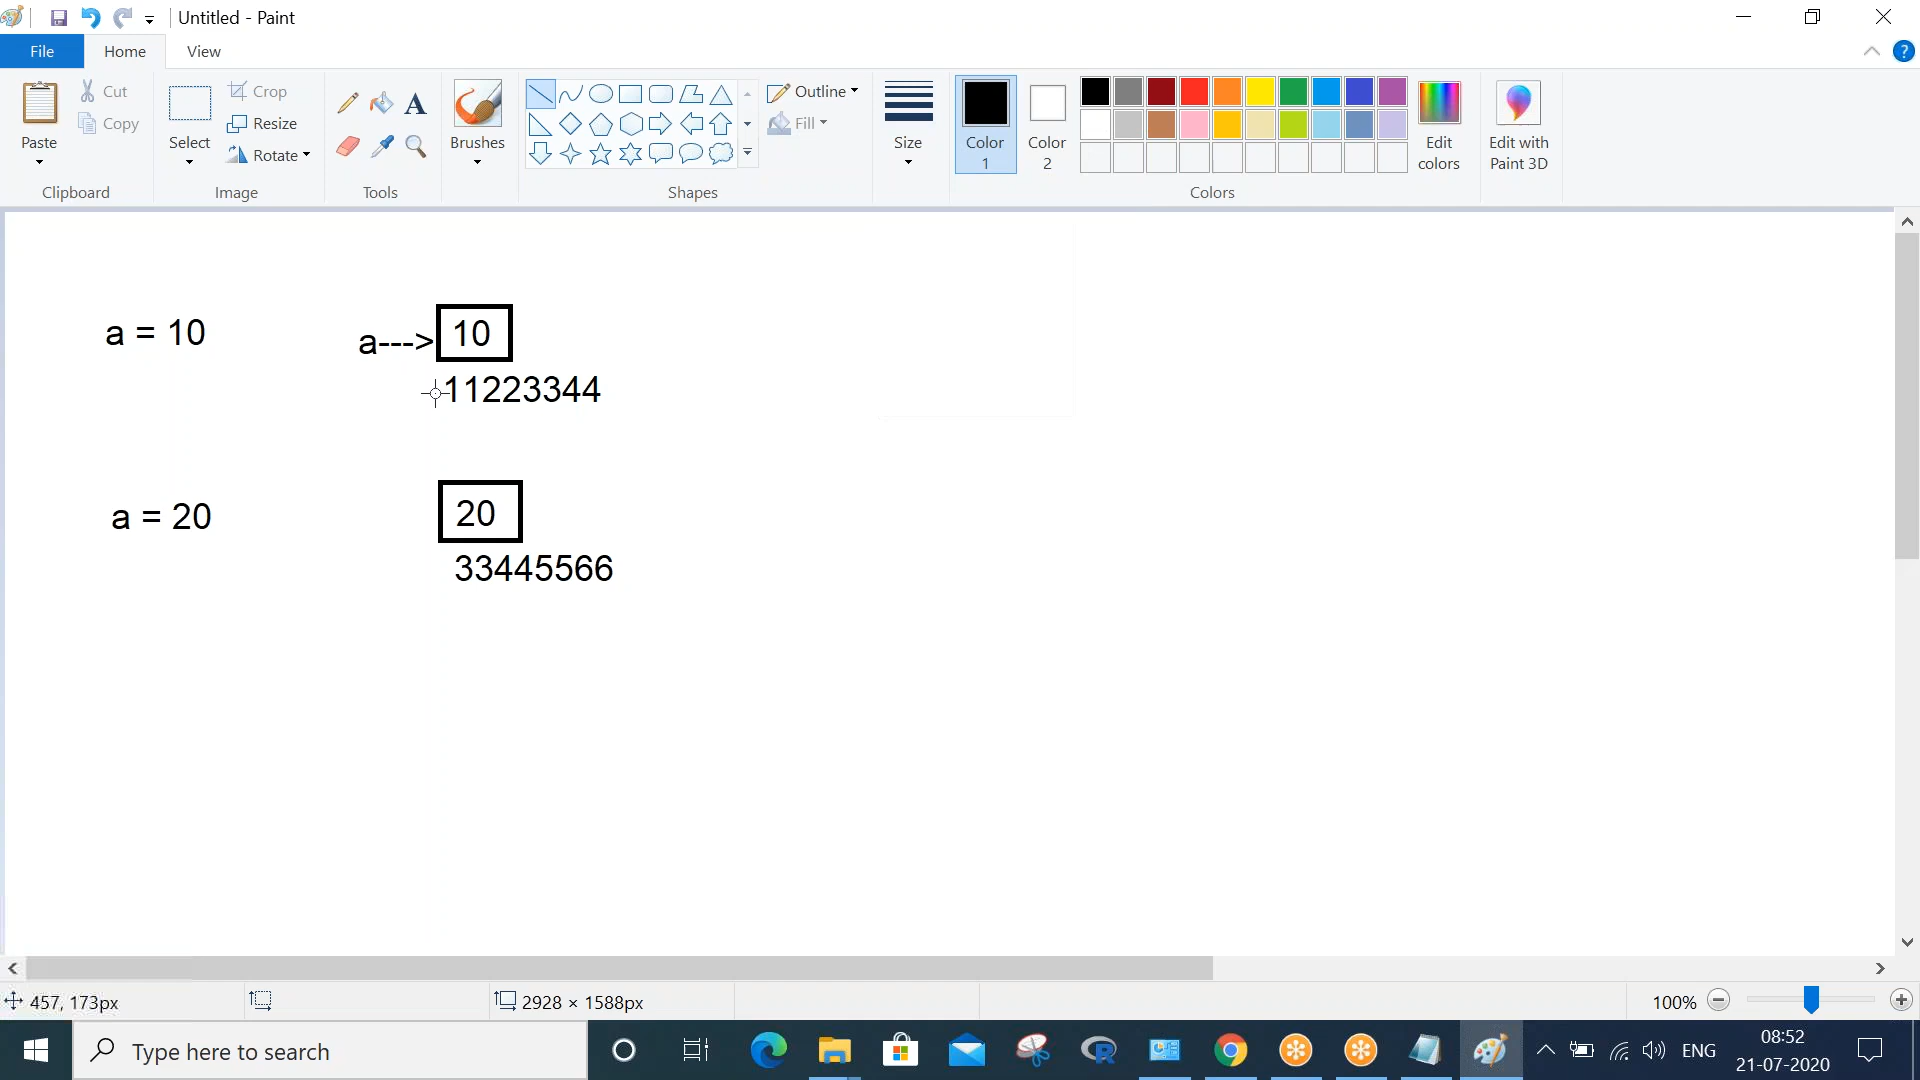 Untitled - Paint
File
Home
View
Paste
Cut
Copy
Clipboard
Select
Crop
Resize
Rotate
Image
A
Tools
Brushes
Outline
Fill
Shapes
Size
Color 1
Color 2
Edit colors
Edit with Paint 3D
Colors
a = 10
a--->
10
11223344
a = 20
20
33445566
457, 173px
2928 × 1588px
100%
Type here to search
R
ENG
08:52
21-07-2020